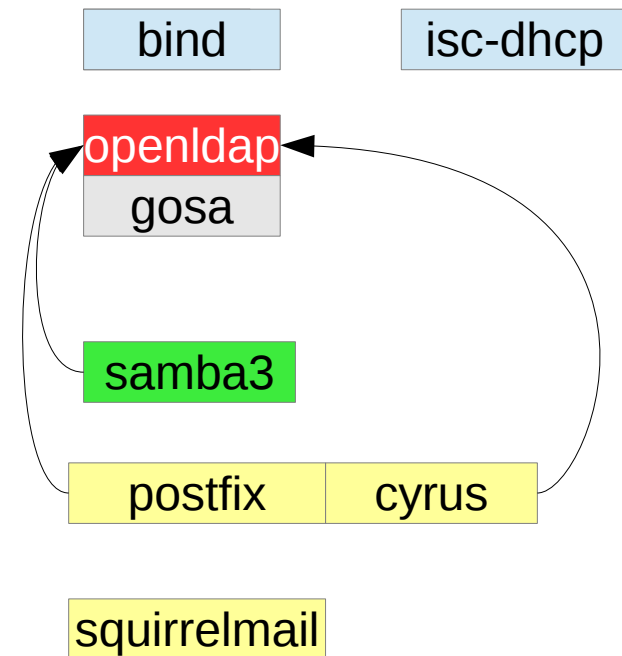 bind
isc-dhcp
openldap
gosa
samba3
postfix
cyrus
squirrelmail